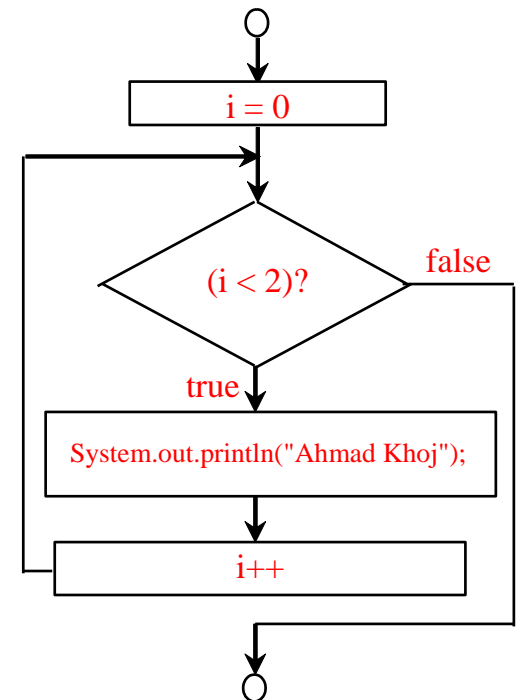 i = 0
(i < 2)?
false
true
System.out.println("Ahmad Khoj");
i++